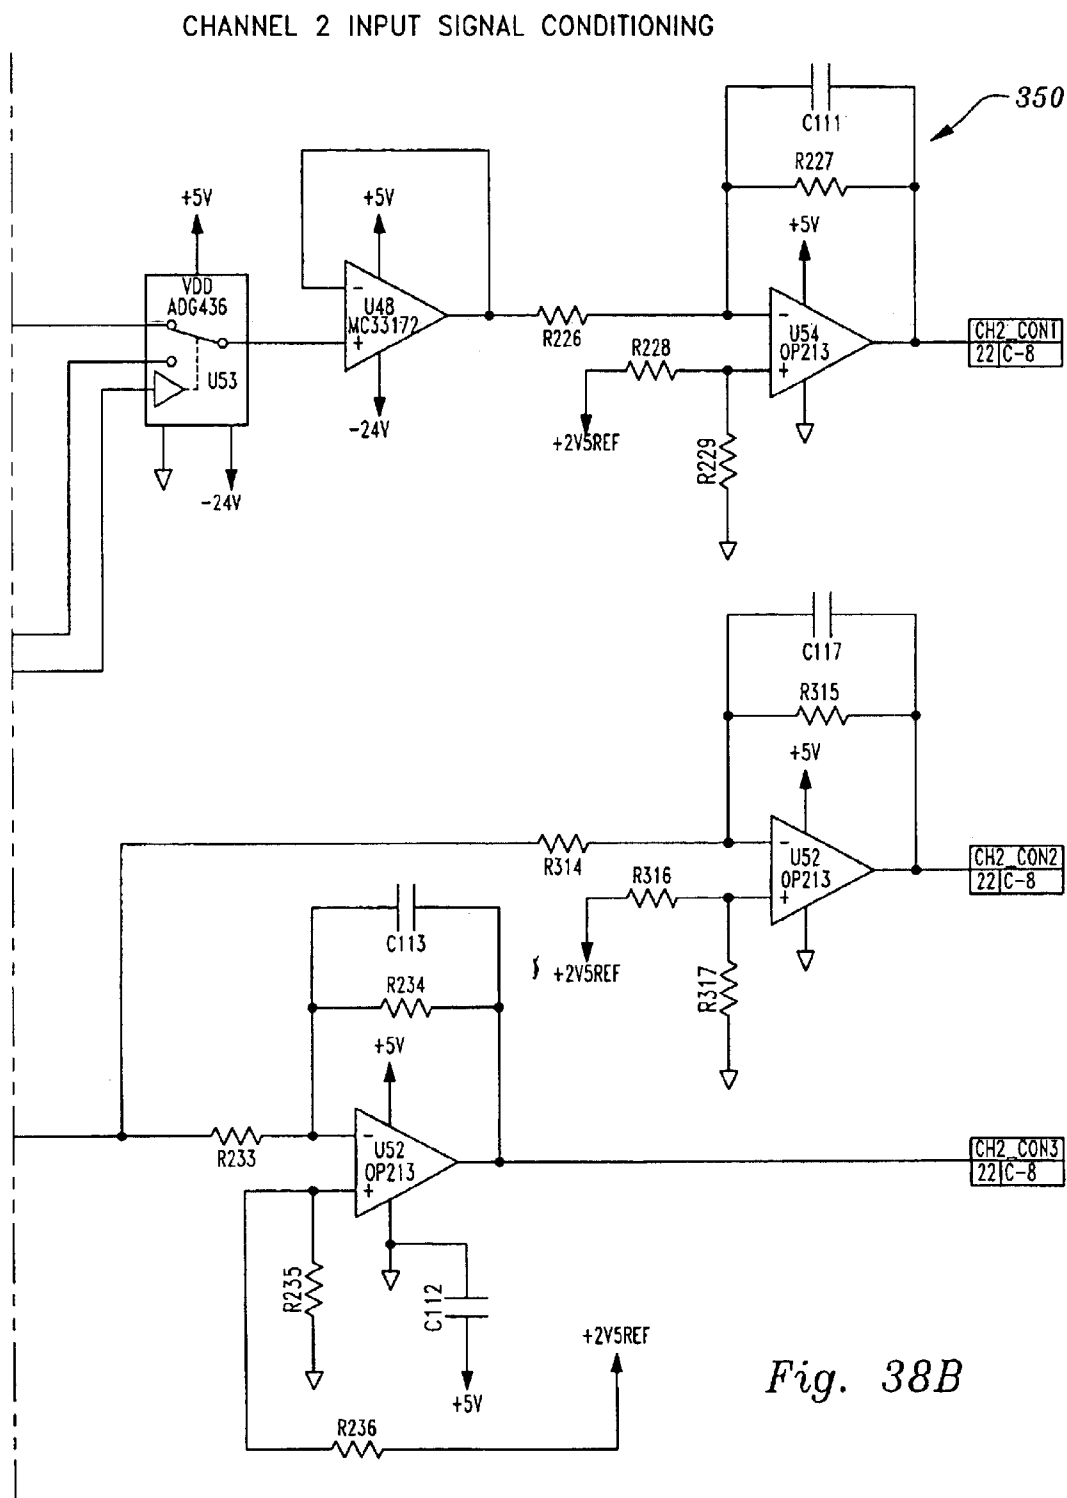 CHANNEL 2 INPUT SIGNAL CONDITIONING
350
C111
R227
+5V
+5V
+5V
VDD
ADG436
U53
-24V
U48
MC33172
-
+
-24V
R226
R228
+2V5REF
R229
-
U54
OP213
+
CH2_CON1
22 C-8
C117
R315
+5V
R314
R316
+2V5REF
R317
-
U52
OP213
+
CH2_CON2
22 C-8
C113
R234
+5V
R233
-
U52
OP213
+
CH2_CON3
22 C-8
R235
C112
+5V
+2V5REF
R236
Fig. 38B